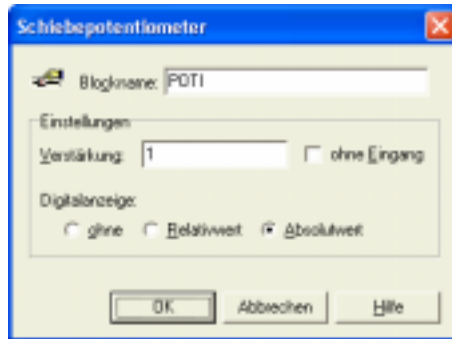 Schiebepotentiometer
Blockname: POTI
Einstellungen
Verstärkung: 1 ohne Eingang
Digitalanzeige:
ohne Relativwert Absolutwert
OK Abbrechen Hilfe